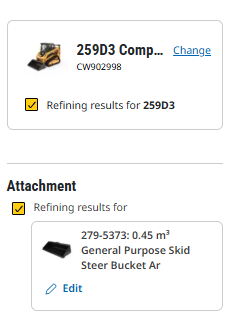 259D3 Comp... Change
CW902998
Refining results for 259D3
Attachment
Refining results for
279-5373: 0.45 m³
General Purpose Skid
Steer Bucket Ar
Edit